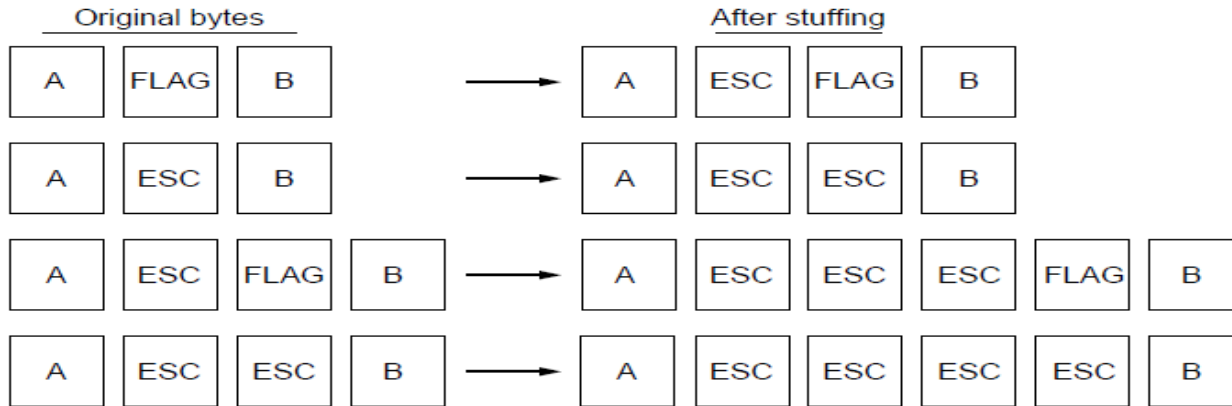 Original bytes After stuffing
A FLAG B A ESC FLAG B
A ESC B A ESC ESC B
A ESC FLAG B A ESC ESC ESC FLAG B
A ESC ESC B A ESC ESC ESC ESC B